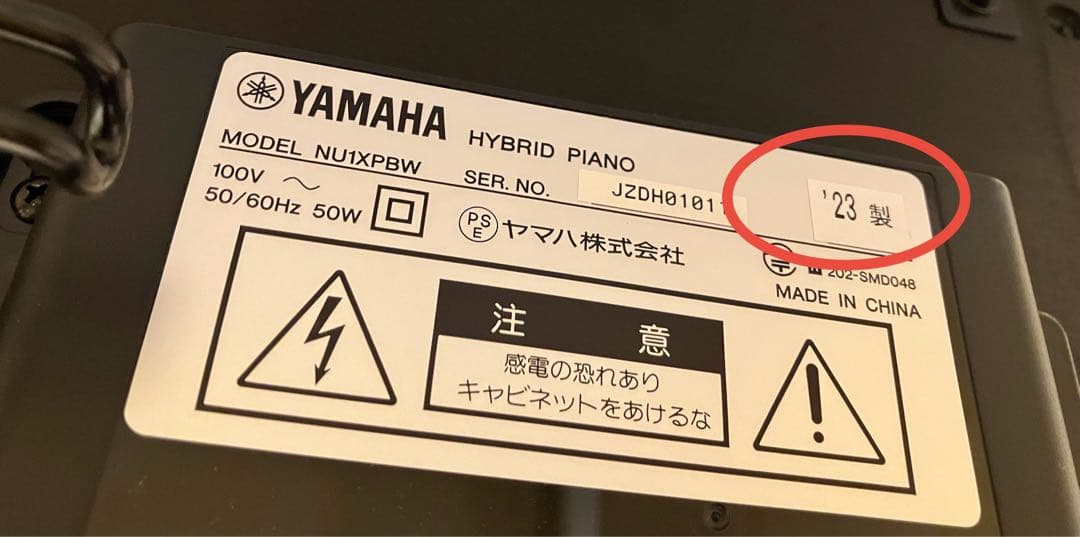 YAMAHA HYBRID PIANO
MODEL NU1XPBW SER. NO. JZDH01011 '23 製
100V ～
50/60Hz 50W
PS
E
ヤマハ株式会社
202-SMD048
MADE IN CHINA
注意
感電の恐れあり
キャビネットをあけるな